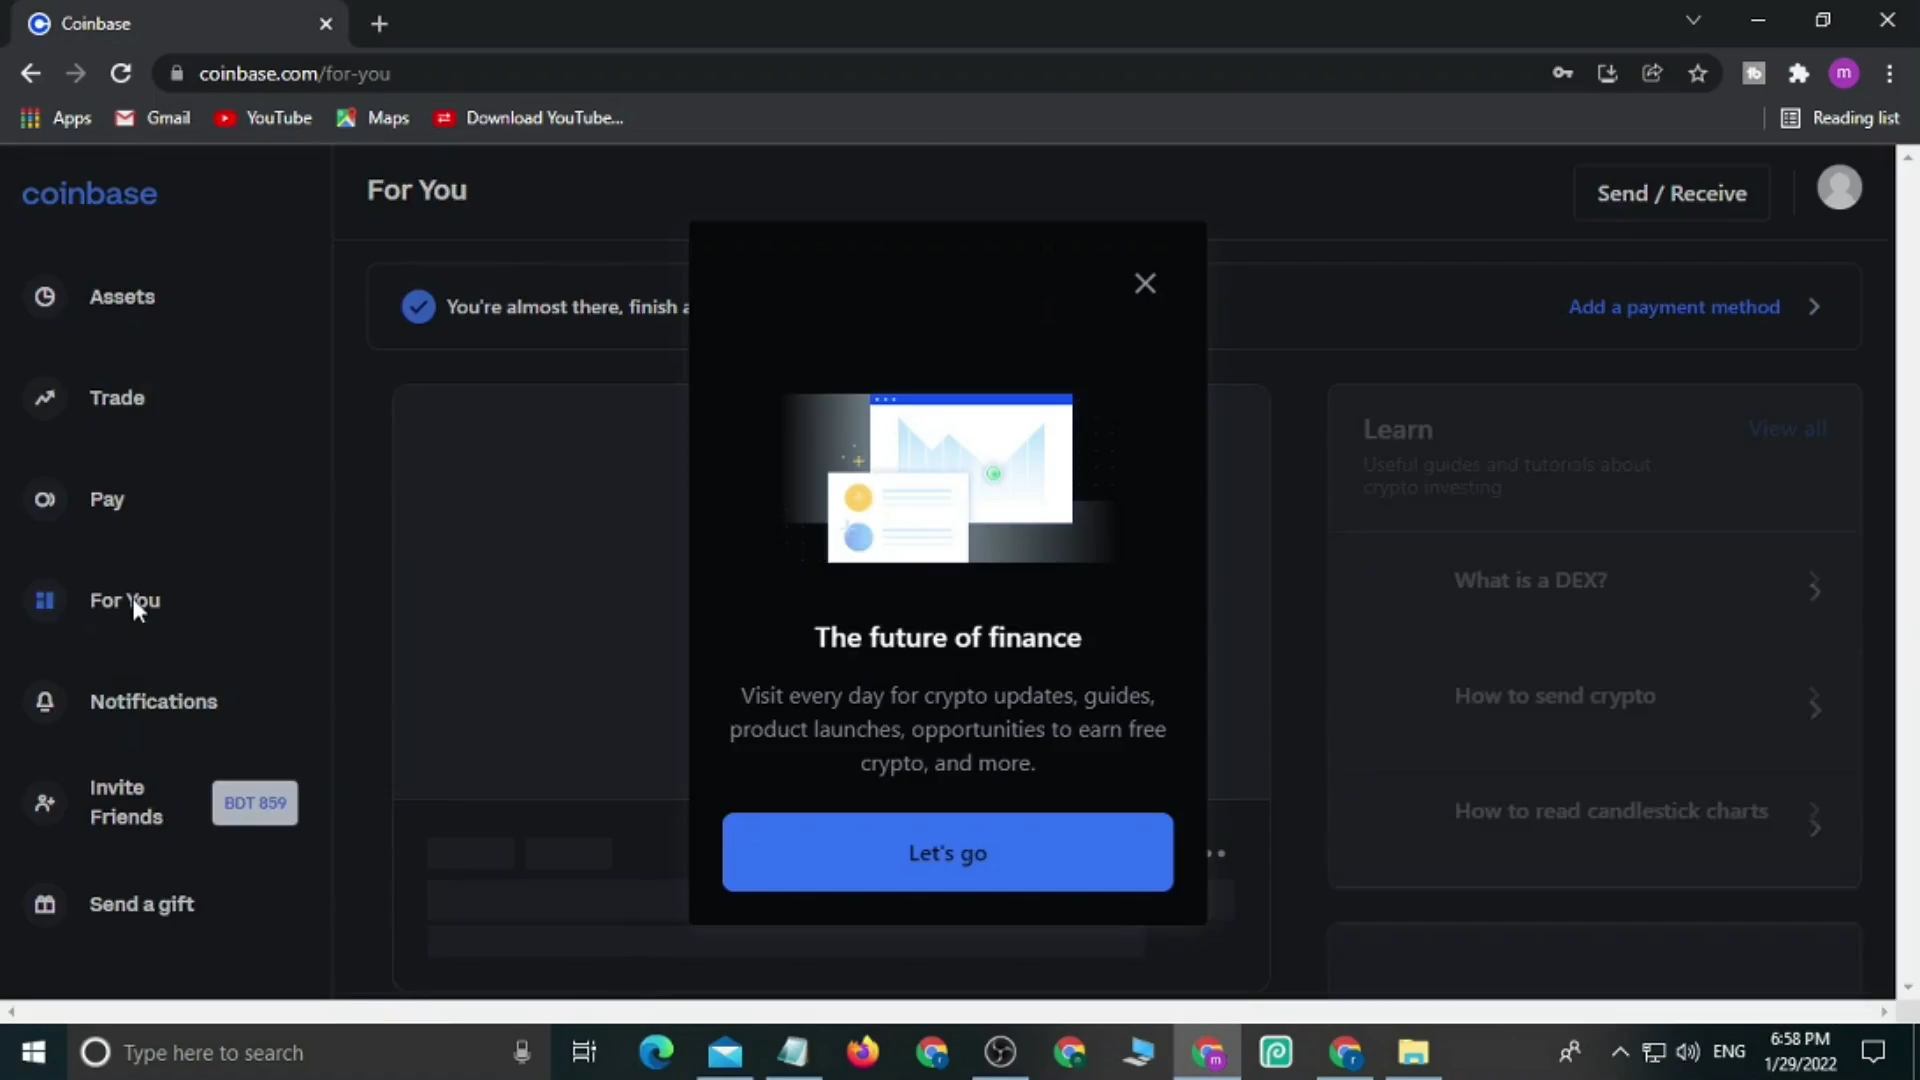 Coinbase
coinbase.com/for-you
Apps
Gmail
YouTube
Maps
Download YouTube...
Reading list
coinbase
For You
Send / Receive
Assets
Trade
Pay
For You
Notifications
Invite
Friends
BDT 859
Send a gift
You're almost there, finish a
Add a payment method
The future of finance
Visit every day for crypto updates, guides,
product launches, opportunities to earn free
crypto, and more.
Let's go
Learn
View all
Useful guides and tutorials about
crypto investing
What is a DEX?
How to send crypto
How to read candlestick charts
Type here to search
ENG
6:58 PM
1/29/2022